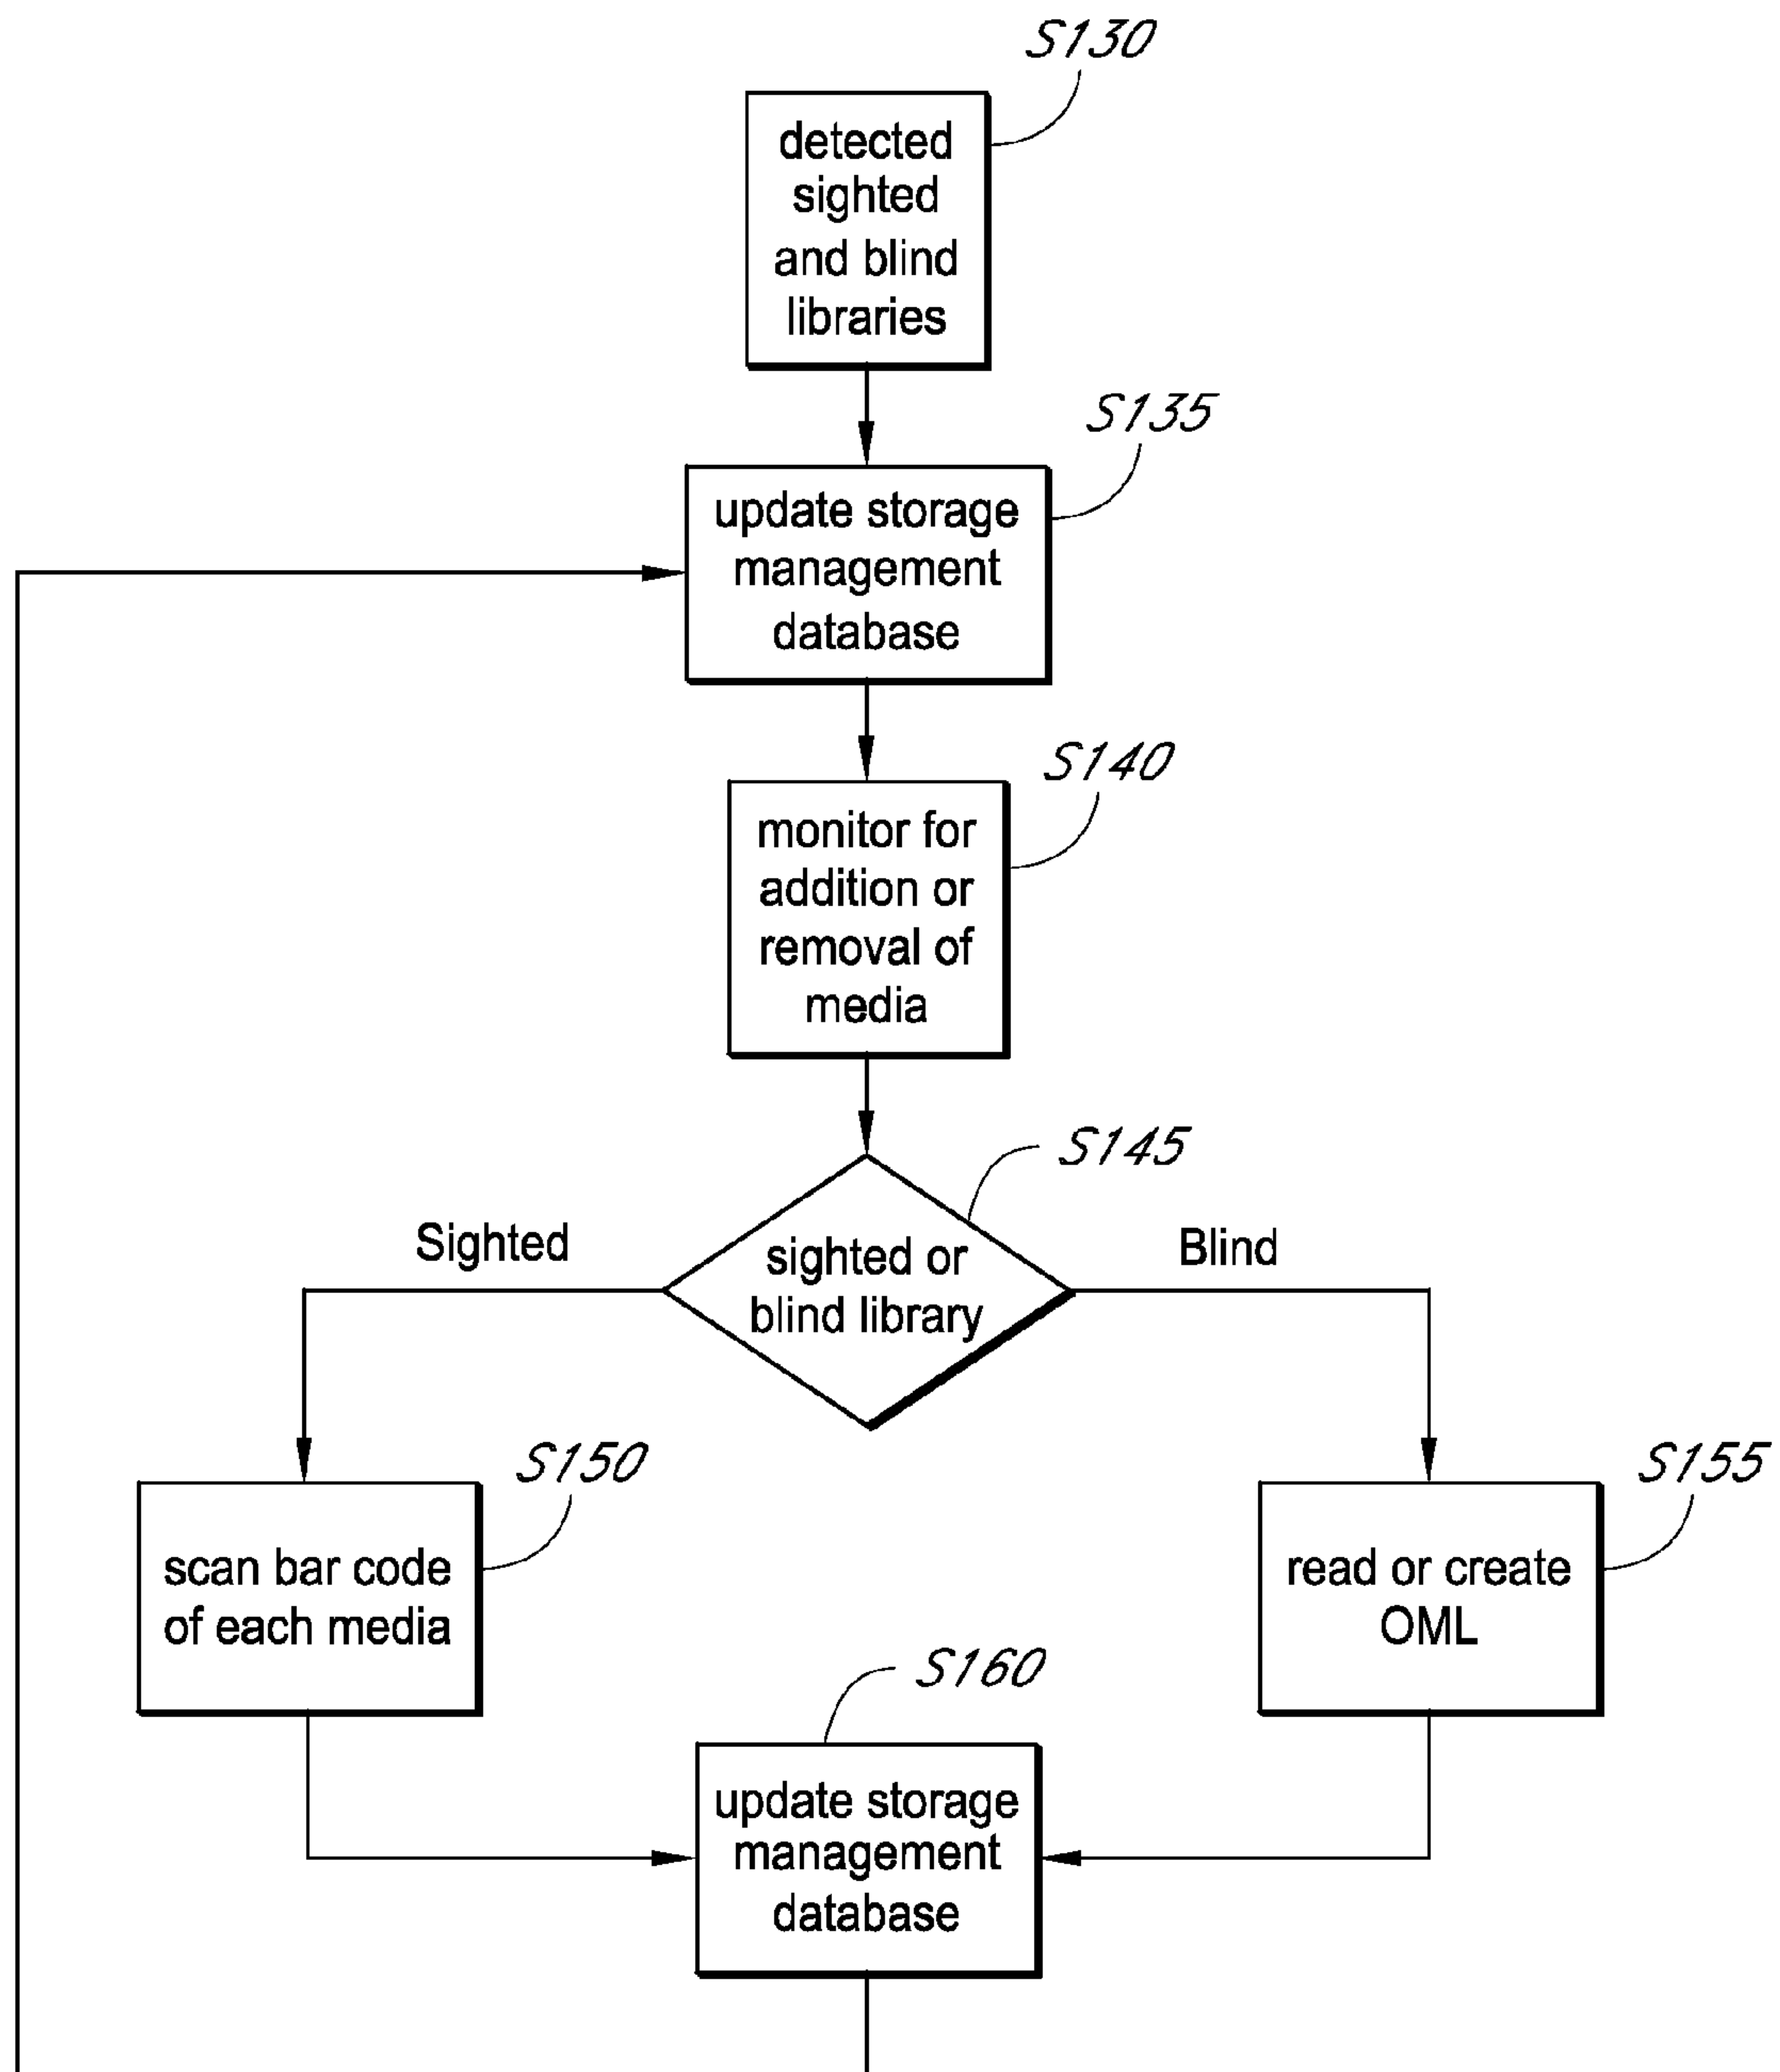 S130
detected
sighted
and blind
libraries
S135
update storage
management
database
S140
monitor for
addition or
removal of
media
S145
sighted or
blind library
Sighted
Blind
S150
scan bar code
of each media
S155
read or create
OML
S160
update storage
management
database